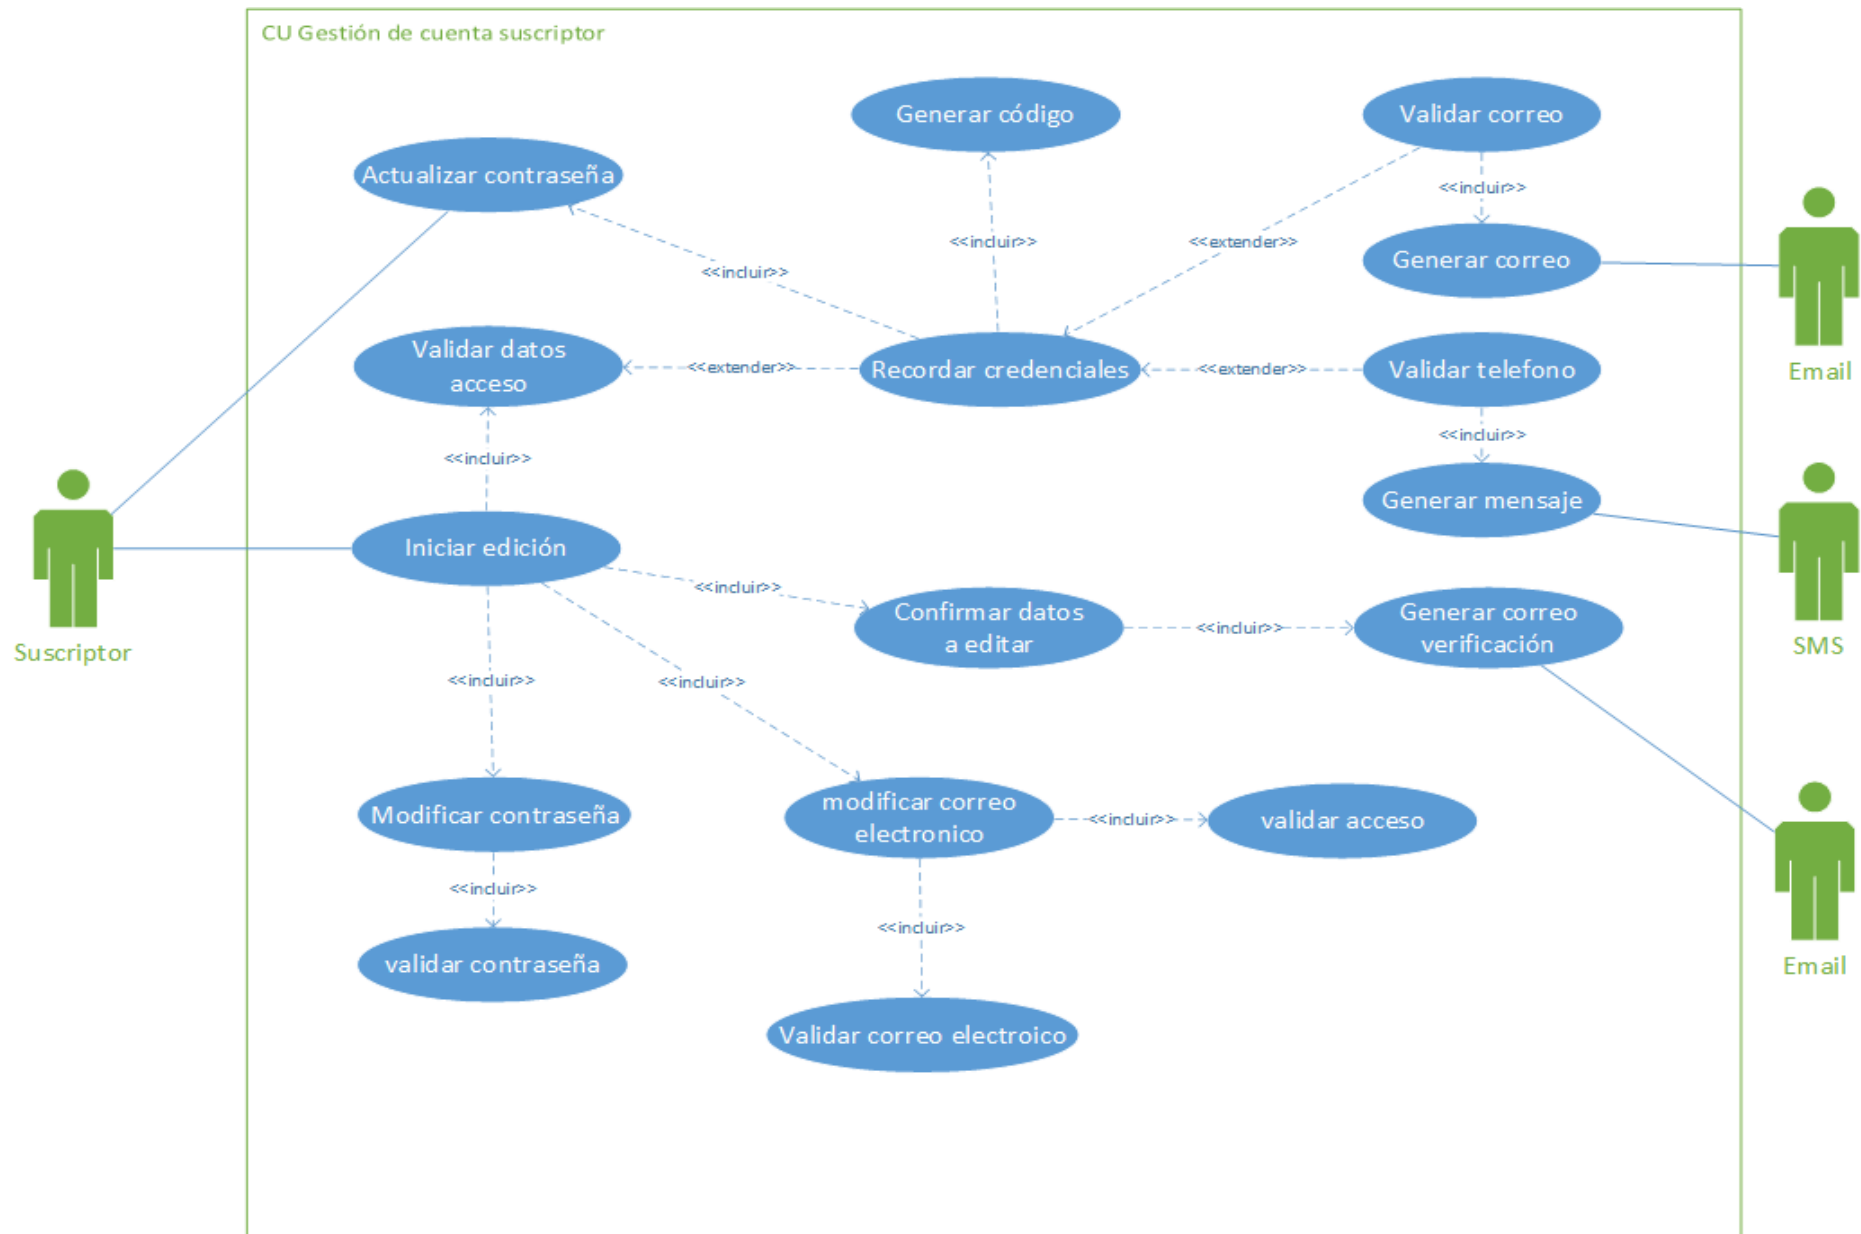 CU Gestión de cuenta suscriptor
Generar código
Validar correo
Actualizar contraseña
<<incluir>>
<<incluir>>
<<extender>>
Generar correo
<<incluir>>
Validar datos
acceso
<<extender>>
Recordar credenciales
<<extender>>
Validar telefono
Email
<<incluir>>
<<incluir>>
Generar mensaje
Iniciar edición
<<incluir>>
Confirmar datos
a editar
<<incluir>>
Generar correo
verificación
Suscriptor
SMS
<<incluir>>
<<incluir>>
Modificar contraseña
modificar correo
electronico
<<incluir>>
validar acceso
<<incluir>>
<<incluir>>
validar contraseña
Email
Validar correo electroico